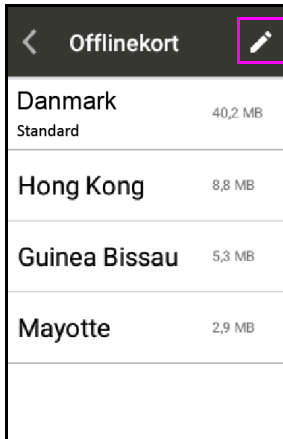 Offlinekort
Danmark 40,2 MB
Standard
Hong Kong 8,8 MB
Guinea Bissau 5,3 MB
Mayotte 2,9 MB